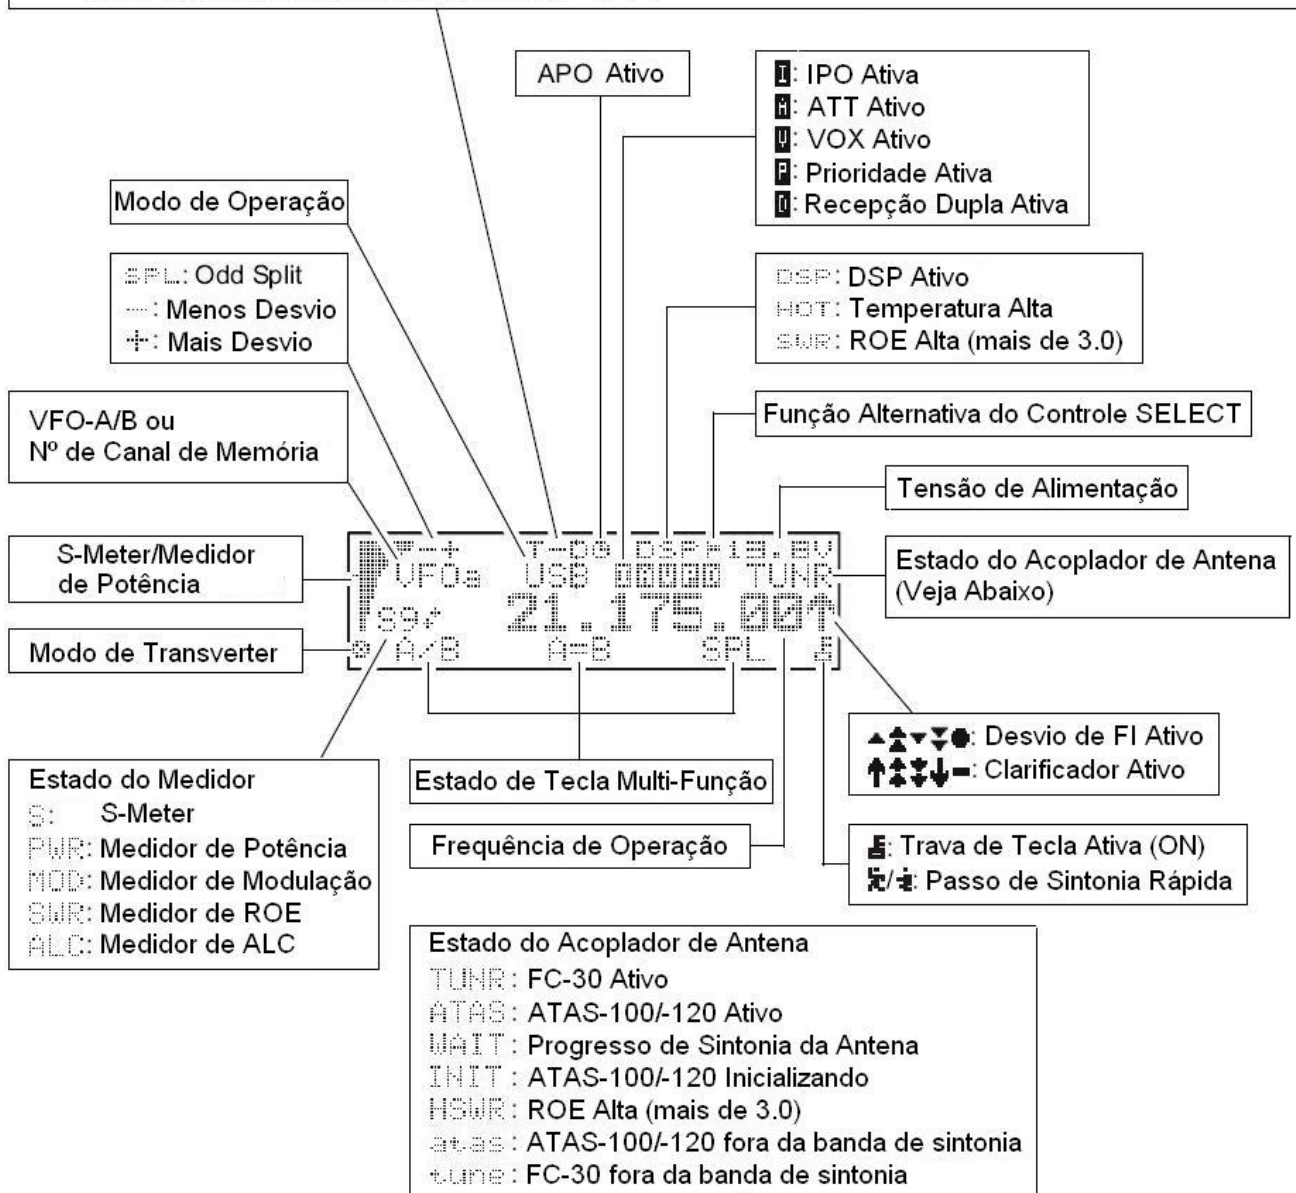 APO Ativo
I: IPO Ativa
A: ATT Ativo
V: VOX Ativo
P: Prioridade Ativa
D: Recepção Dupla Ativa
Modo de Operação
SPL: Odd Split
-: Menos Desvio
+: Mais Desvio
DSP: DSP Ativo
HOT: Temperatura Alta
SWR: ROE Alta (mais de 3.0)
VFO-A/B ou
Nº de Canal de Memória
Função Alternativa do Controle SELECT
Tensão de Alimentação
S-Meter/Medidor
de Potência
Estado do Acoplador de Antena
(Veja Abaixo)
Modo de Transverter
VFOa USB TUNR
21.175.00↑
A/B A=B SPL
▲▼●: Desvio de FI Ativo
↑↓-: Clarificador Ativo
Estado do Medidor
S: S-Meter
PWR: Medidor de Potência
MOD: Medidor de Modulação
SWR: Medidor de ROE
ALC: Medidor de ALC
Estado de Tecla Multi-Função
Frequência de Operação
: Trava de Tecla Ativa (ON)
: Passo de Sintonia Rápida
Estado do Acoplador de Antena
TUNR: FC-30 Ativo
ATAS: ATAS-100/-120 Ativo
WAIT: Progresso de Sintonia da Antena
INIT: ATAS-100/-120 Inicializando
HSWR: ROE Alta (mais de 3.0)
atas: ATAS-100/-120 fora da banda de sintonia
tune: FC-30 fora da banda de sintonia